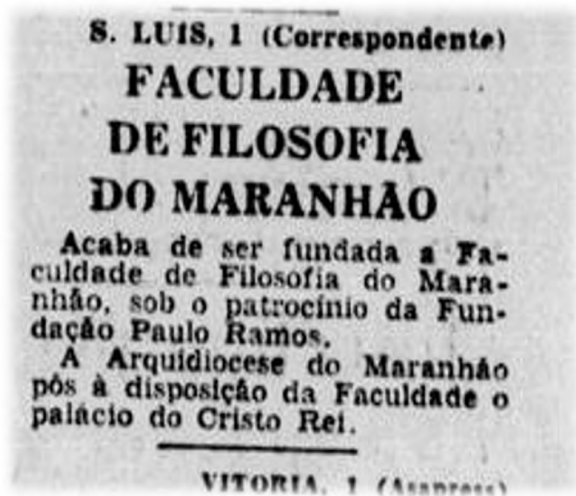 S. LUIS, 1 (Correspondente)
FACULDADE
DE FILOSOFIA
DO MARANHÃO
Acaba de ser fundada a Fa-
culdade de Filosofia do Mara-
nhão, sob o patrocínio da Fun-
dação Paulo Ramos.
A Arquidiocese do Maranhão
pôs à disposição da Faculdade o
palácio do Cristo Rei.
VITORIA, 1 (Asapress)